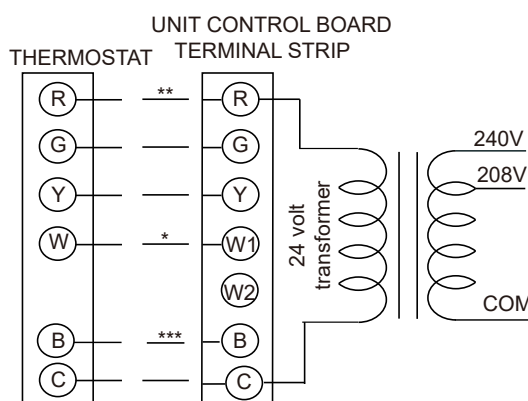 UNIT CONTROL BOARD
TERMINAL STRIP
THERMOSTAT
R ** R
G G
Y Y
W * W1
W2
B *** B
C C
24 volt
transformer
240V
208V
COM